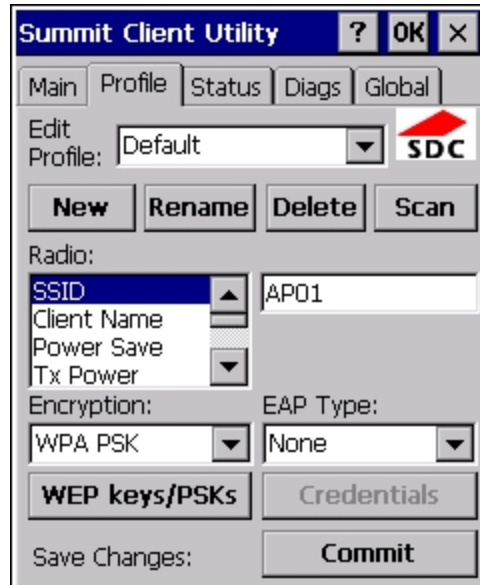 Summit Client Utility ? OK ×
Main Profile Status Diags Global
Edit
Profile: Default
SDC
New Rename Delete Scan
Radio:
SSID AP01
Client Name
Power Save
Tx Power
Encryption: EAP Type:
WPA PSK None
WEP keys/PSKs Credentials
Save Changes: Commit